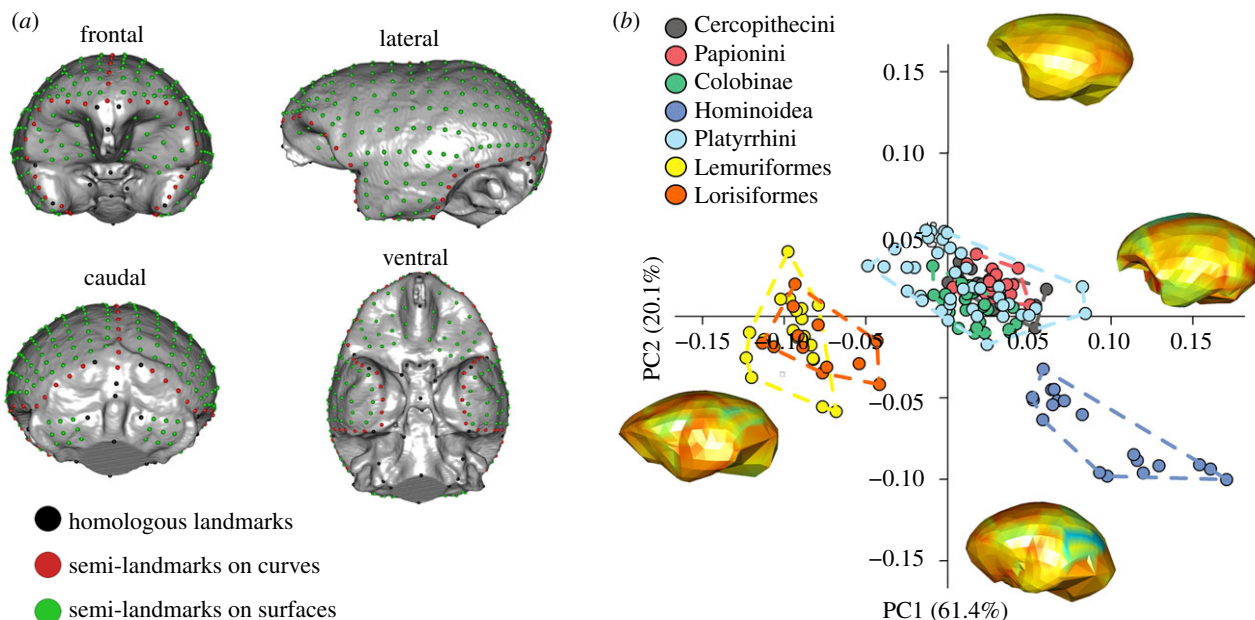 (a)
frontal
lateral
caudal
ventral
homologous landmarks
semi-landmarks on curves
semi-landmarks on surfaces
(b)
Cercopithecini
Papionini
Colobinae
Hominoidea
Platyrrhini
Lemuriformes
Lorisiformes
0.15
0.10
0.05
−0.15
−0.10
−0.05
0.05
0.10
0.15
−0.05
−0.10
−0.15
PC2 (20.1%)
PC1 (61.4%)